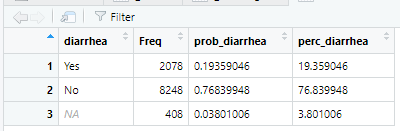 Filter
diarrhea Freq prob_diarrhea perc_diarrhea
1 Yes 2078 0.19359046 19.359046
2 No 8248 0.76839948 76.839948
3 NA 408 0.03801006 3.801006